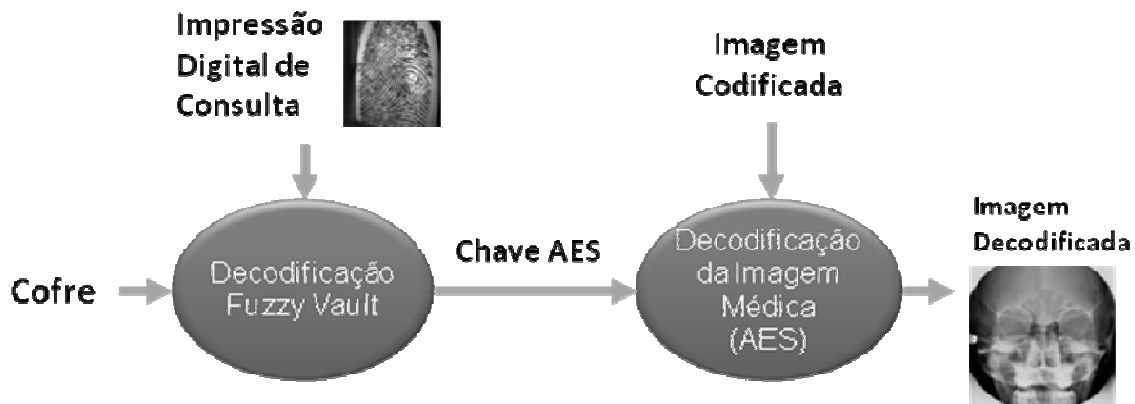 Impressão
Digital de
Consulta
Imagem
Codificada
Cofre
Decodificação
Fuzzy Vault
Chave AES
Decodificação
da Imagem
Médica
(AES)
Imagem
Decodificada